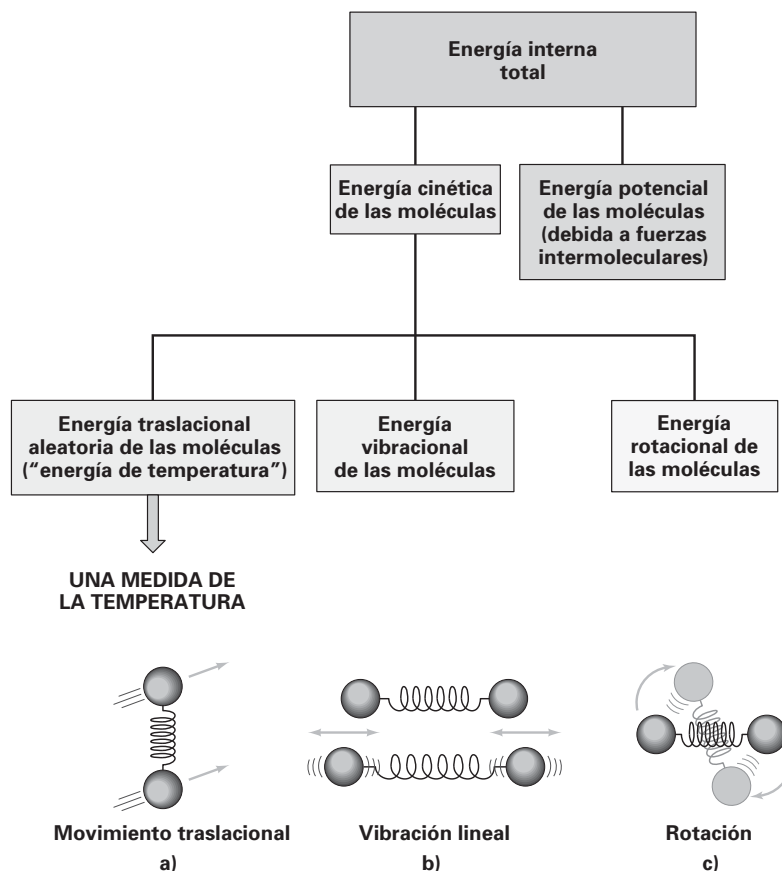 Energía interna
total
Energía cinética
de las moléculas
Energía potencial
de las moléculas
(debida a fuerzas
intermoleculares)
Energía traslacional
aleatoria de las moléculas
(“energía de temperatura”)
Energía
vibracional
de las moléculas
Energía
rotacional de
las moléculas
UNA MEDIDA DE
LA TEMPERATURA
Movimiento traslacional
a)
Vibración lineal
b)
Rotación
c)